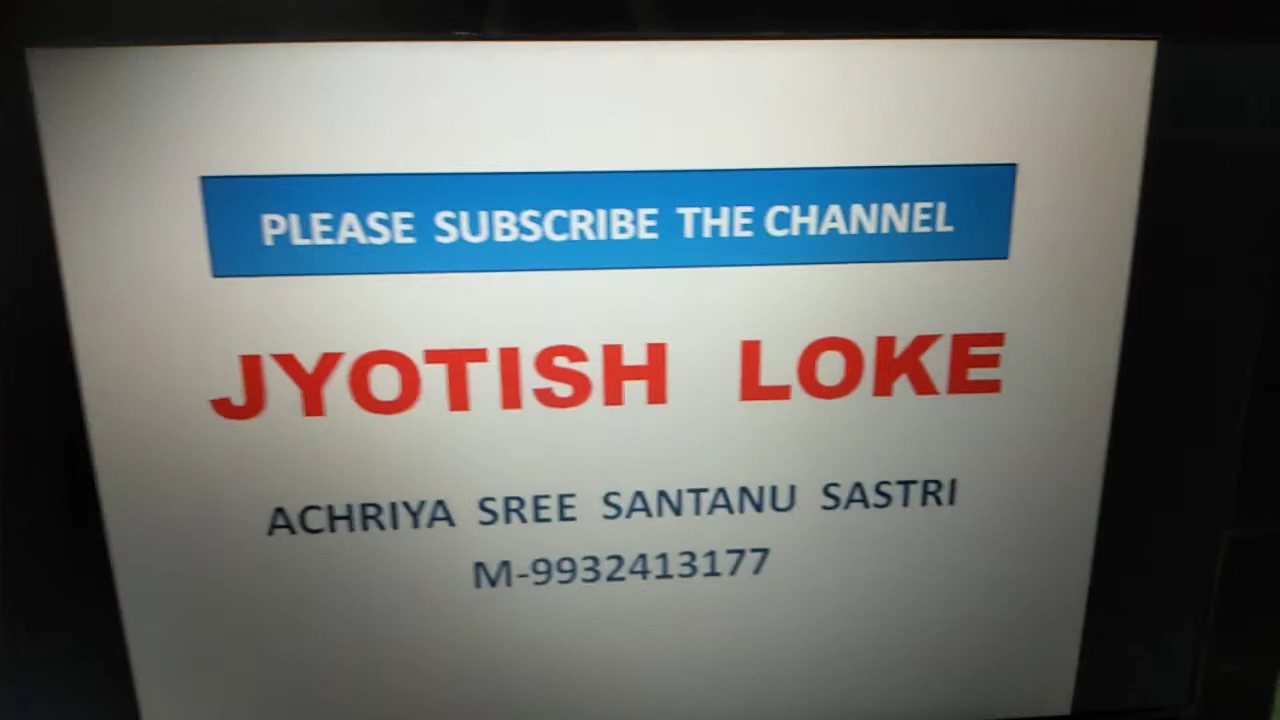 PLEASE SUBSCRIBE THE CHANNEL
JYOTISH LOKE
ACHRIYA SREE SANTANU SASTRI
M-9932413177